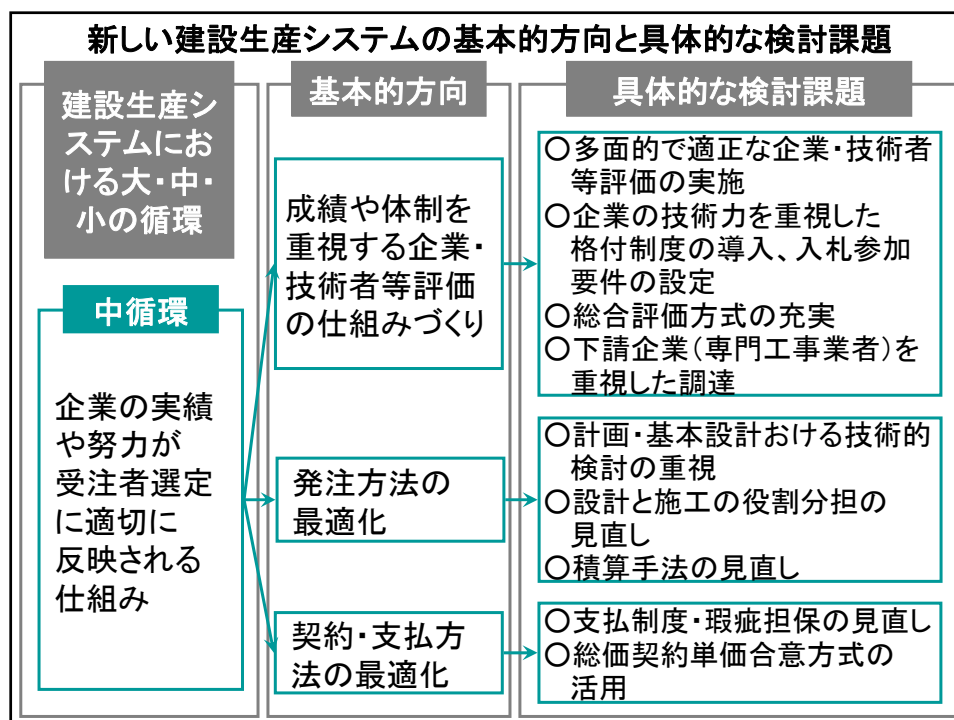 新しい建設生産システムの基本的方向と具体的な検討課題
建設生産シ
ステムにお
ける大・中・
小の循環
中循環
企業の実績
や努力が
受注者選定
に適切に
反映される
仕組み
基本的方向
成績や体制を
重視する企業・
技術者等評価
の仕組みづくり
発注方法の
最適化
契約・支払方
法の最適化
具体的な検討課題
○多面的で適正な企業・技術者
等評価の実施
○企業の技術力を重視した
格付制度の導入、入札参加
要件の設定
○総合評価方式の充実
○下請企業(専門工事業者)を
重視した調達
○計画・基本設計おける技術的
検討の重視
○設計と施工の役割分担の
見直し
○積算手法の見直し
○支払制度・瑕疵担保の見直し
○総価契約単価合意方式の
活用